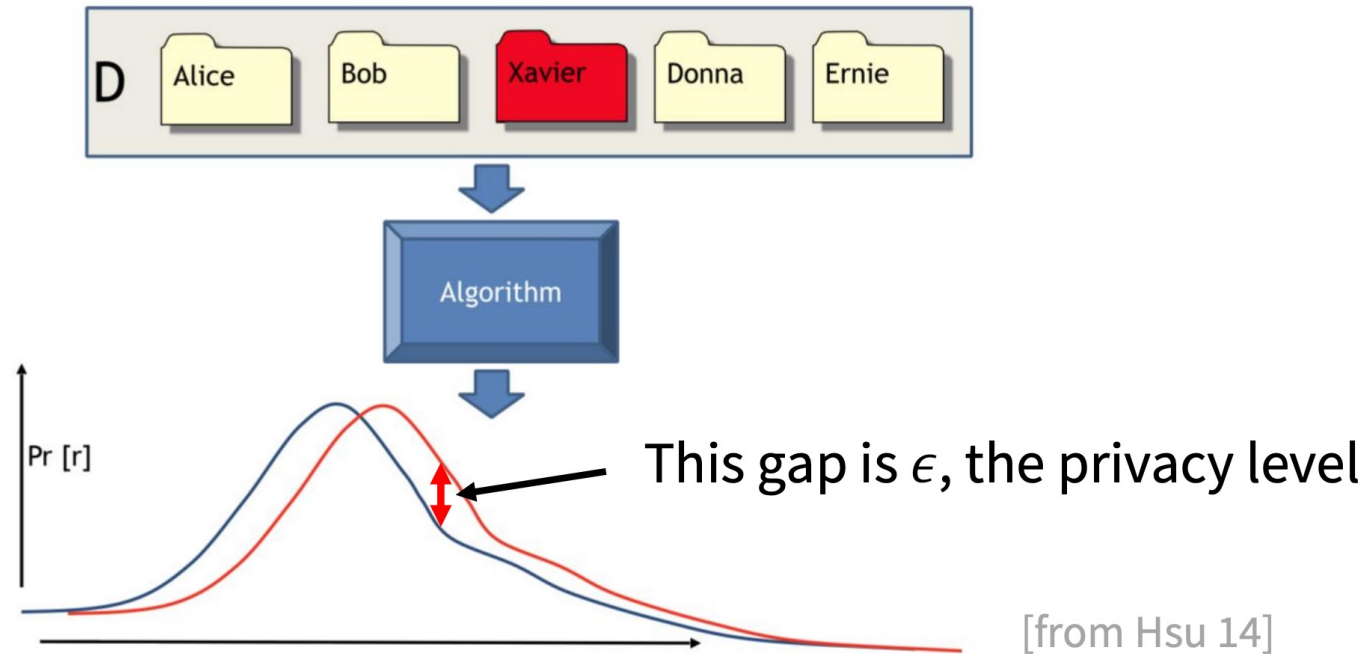 D
Alice
Bob
Xavier
Donna
Ernie
Algorithm
Pr [r]
This gap is ϵ, the privacy level
[from Hsu 14]